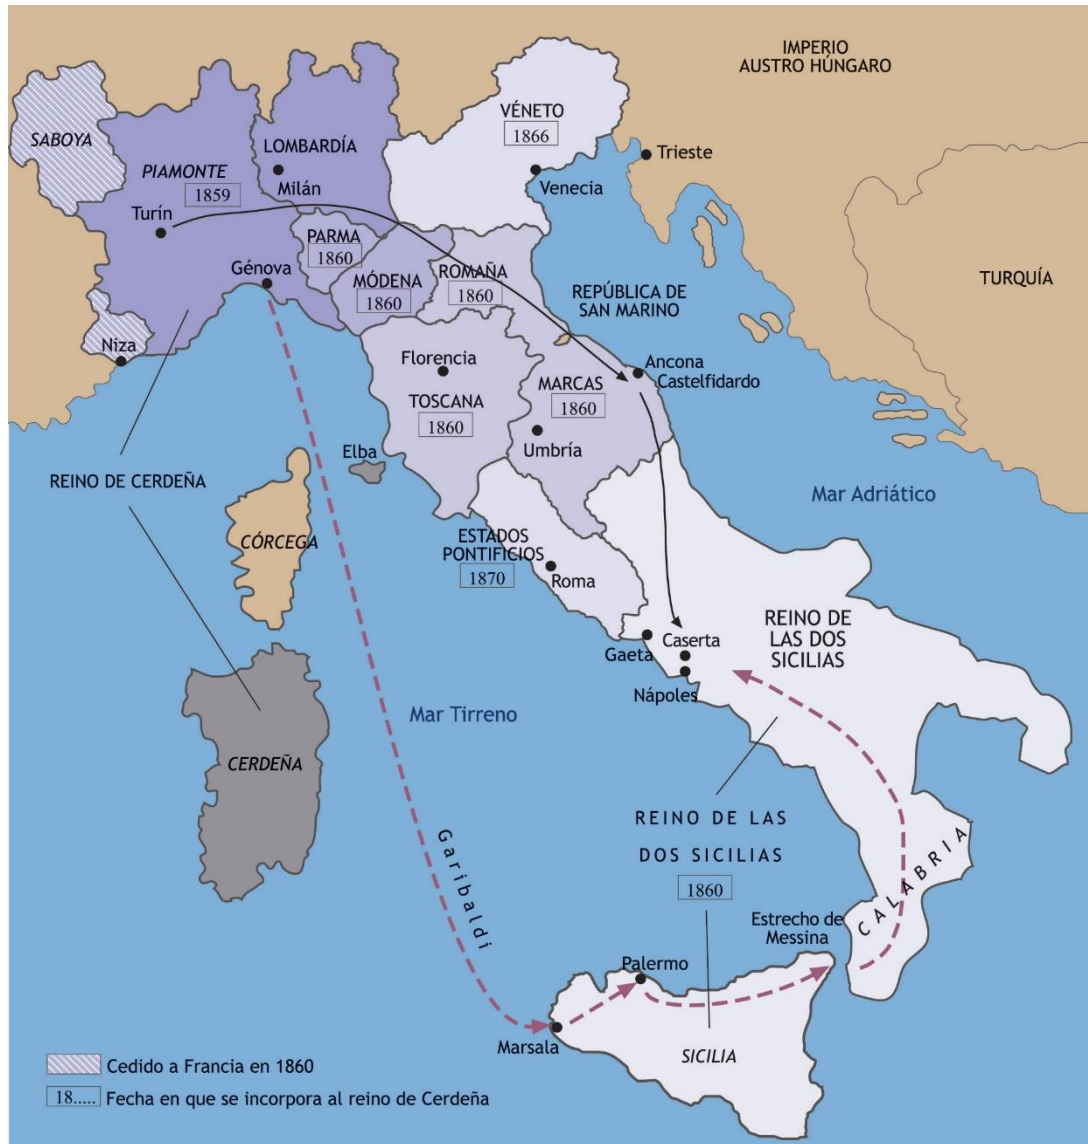 IMPERIO
AUSTRO HÚNGARO
SABOYA
VÉNETO
1866
LOMBARDÍA
Trieste
PIAMONTE
1859
Milán
Venecia
Turín
PARMA
1860
Génova
MÓDENA
1860
ROMAÑA
1860
REPÚBLICA DE
SAN MARINO
TURQUÍA
Niza
Florencia
TOSCANA
1860
MARCAS
1860
Ancona
Castelfidardo
Umbría
Elba
REINO DE CERDEÑA
Mar Adriático
CÓRCEGA
ESTADOS
PONTIFICIOS
1870
Roma
REINO DE
LAS DOS
SICILIAS
Gaeta
Caserta
Nápoles
Mar Tirreno
CERDEÑA
REINO DE LAS
DOS SICILIAS
1860
Garibaldi
CALABRIA
Estrecho de
Messina
Palermo
Marsala
SICILIA
Cedido a Francia en 1860
18..... Fecha en que se incorpora al reino de Cerdeña